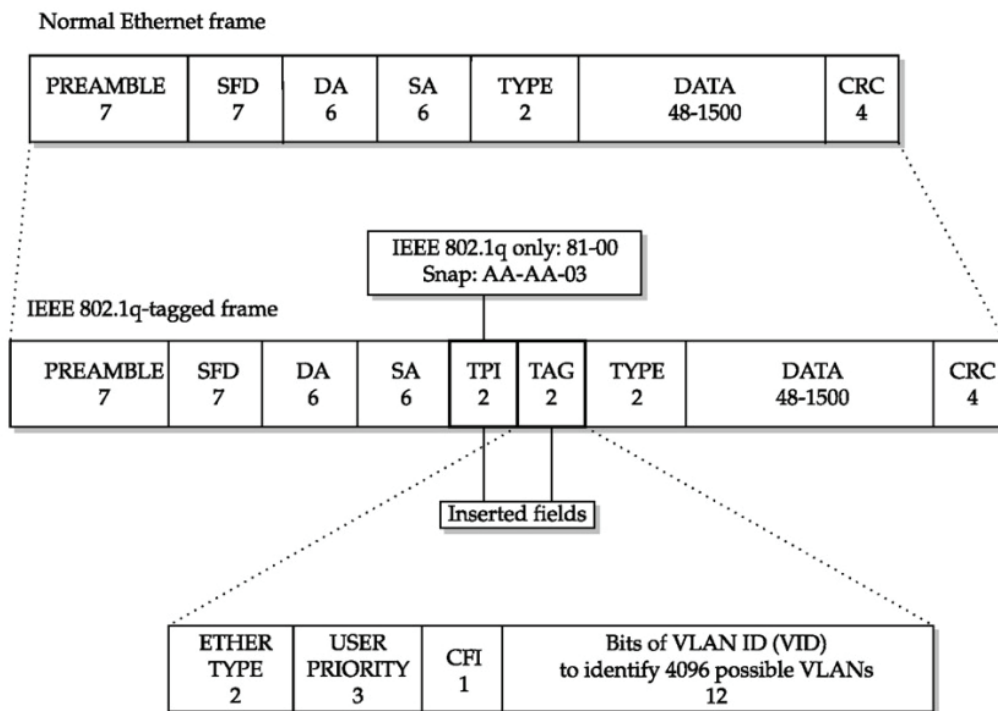 Normal Ethernet frame
PREAMBLE SFD DA SA TYPE DATA CRC
7 7 6 6 2 48-1500 4
IEEE 802.1q only: 81-00
Snap: AA-AA-03
IEEE 802.1q-tagged frame
PREAMBLE SFD DA SA TPI TAG TYPE DATA CRC
7 7 6 6 2 2 2 48-1500 4
Inserted fields
ETHER TYPE
2
USER PRIORITY
3
CFI
1
Bits of VLAN ID (VID)
to identify 4096 possible VLANs
12